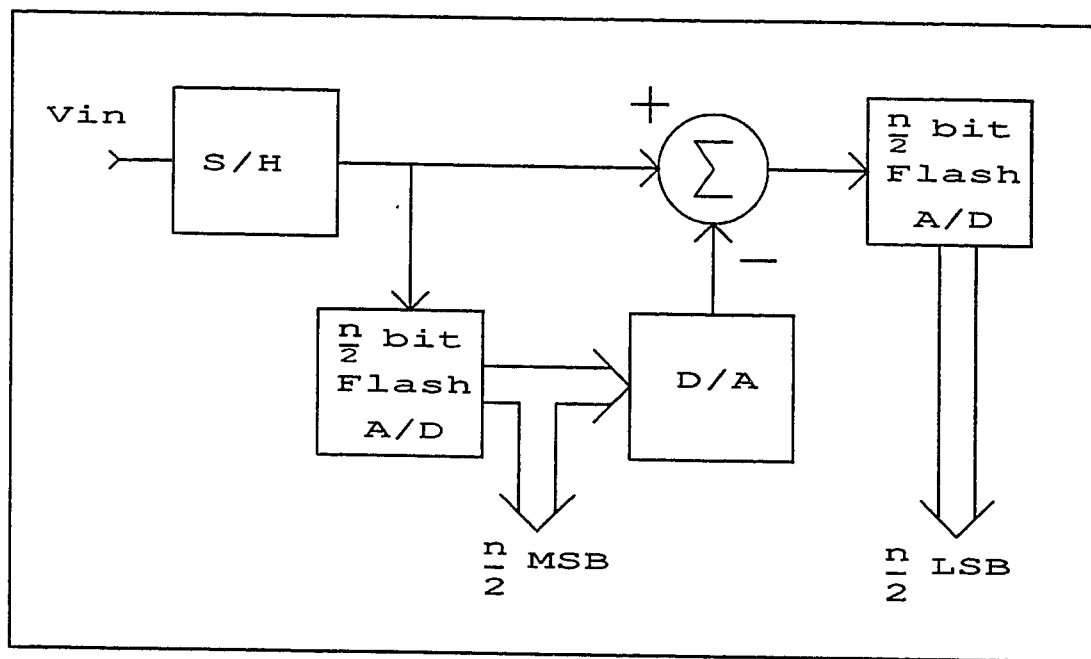 Vin
S/H
+
Σ
−
n/2 bit
Flash
A/D
n/2 bit
Flash
A/D
D/A
n/2 MSB
n/2 LSB